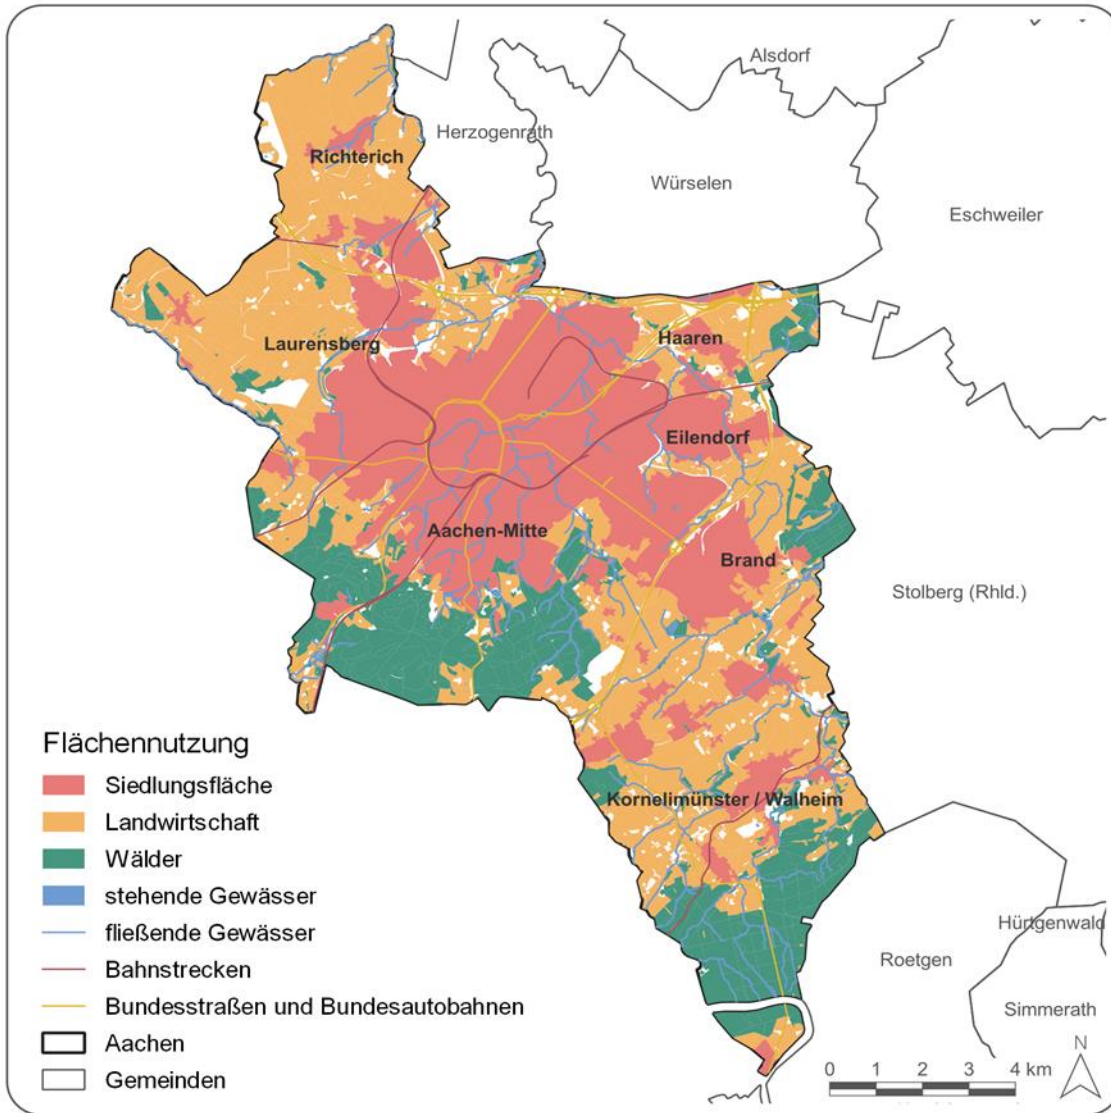 Alsdorf
Herzogenrath
Richterich
Würselen
Eschweiler
Laurensberg
Haaren
Eilendorf
Aachen-Mitte
Brand
Stolberg (Rhld.)
Flächennutzung
Siedlungsfläche
Landwirtschaft
Wälder
stehende Gewässer
fließende Gewässer
Bahnstrecken
Bundesstraßen und Bundesautobahnen
Aachen
Gemeinden
Kornelimünster / Walheim
Hürtgenwald
Roetgen
Simmerath
N
0 1 2 3 4 km